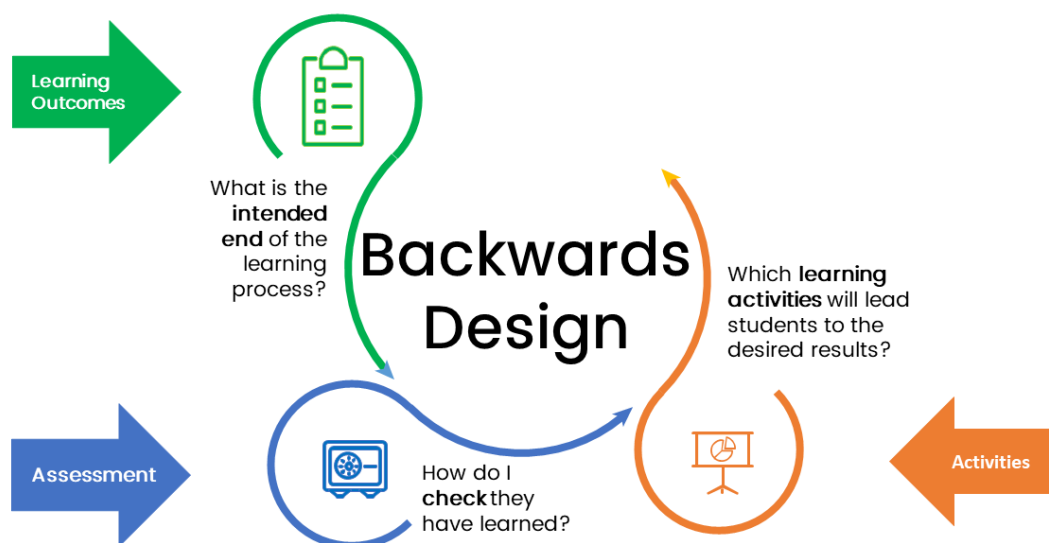 Learning
Outcomes
What is the
intended
end of the
learning
process?
Backwards
Design
Which learning
activities will lead
students to the
desired results?
Assessment
How do I
check they
have learned?
Activities